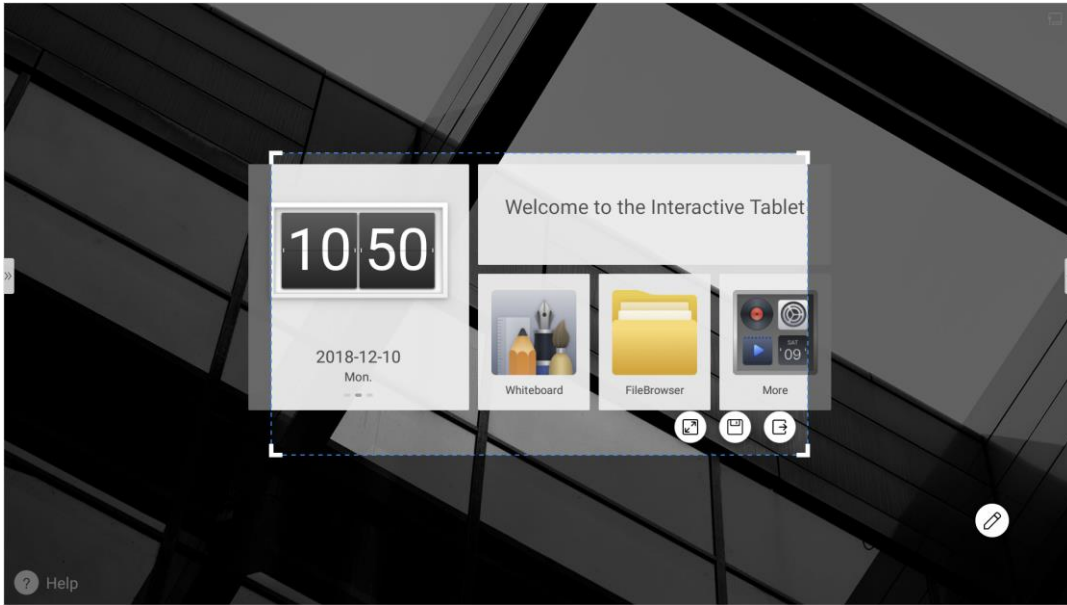 Welcome to the Interactive Tablet
10 50
2018-12-10
Mon.
Whiteboard
FileBrowser
More
SAT
09
? Help